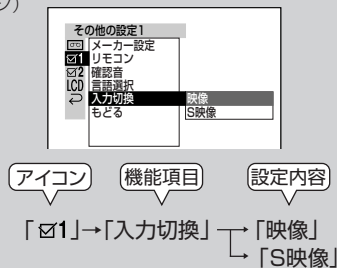 ン)
その他の設定1
メーカー設定
☑1 リモコン
☑2 確認音
LCD 言語選択
入力切換 映像
もどる S映像
アイコン 機能項目 設定内容
「☑1」→「入力切換」→「映像」
→「S映像」